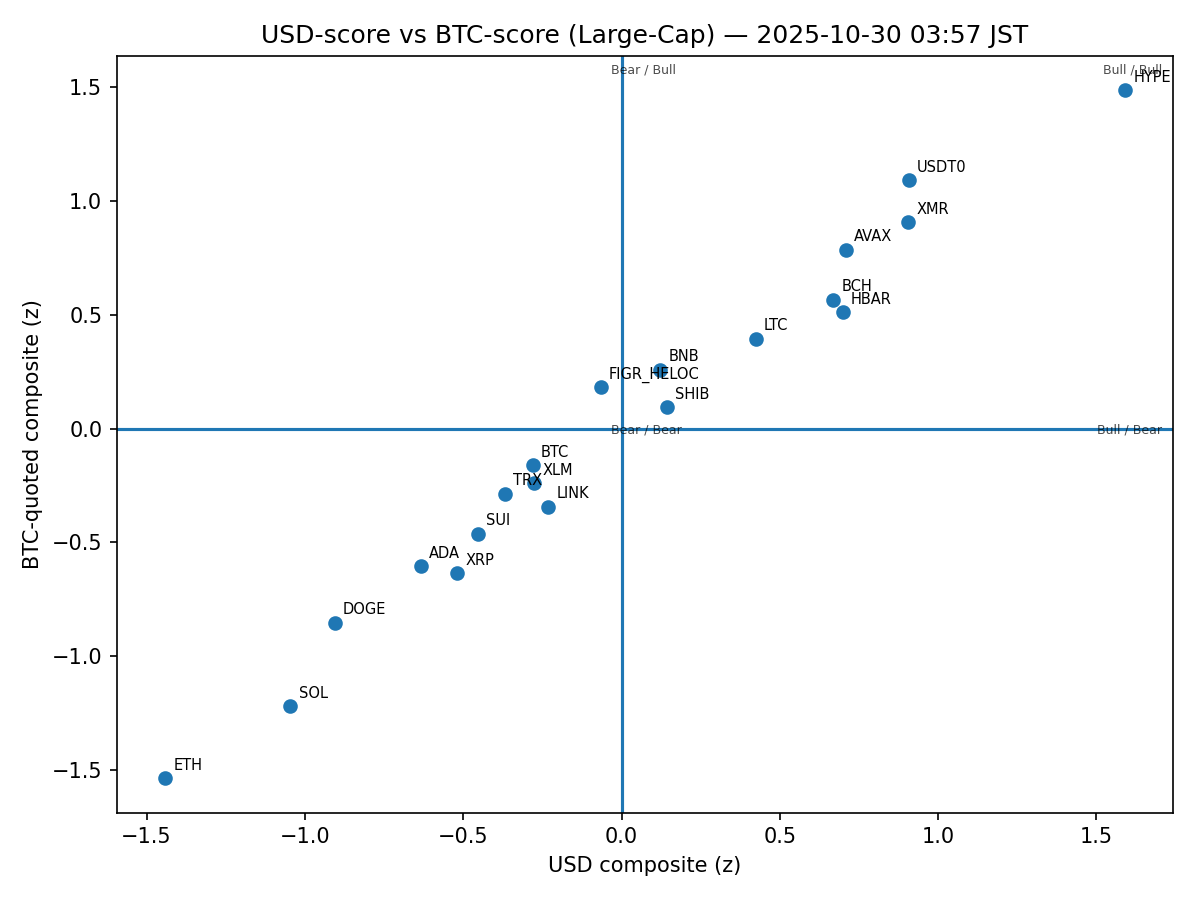 USD-score vs BTC-score (Large-Cap) — 2025-10-30 03:57 JST
Bear / Bull
Bull / Bull
HYPE
USDT0
XMR
AVAX
BCH
HBAR
LTC
BNB
FIGR_HELOC
SHIB
Bear / Bear
Bull / Bear
BTC
XLM
TRX
LINK
SUI
ADA
XRP
DOGE
SOL
ETH
1.5
1.0
0.5
0.0
−0.5
−1.0
−1.5
BTC-quoted composite (z)
−1.5
−1.0
−0.5
0.0
0.5
1.0
1.5
USD composite (z)